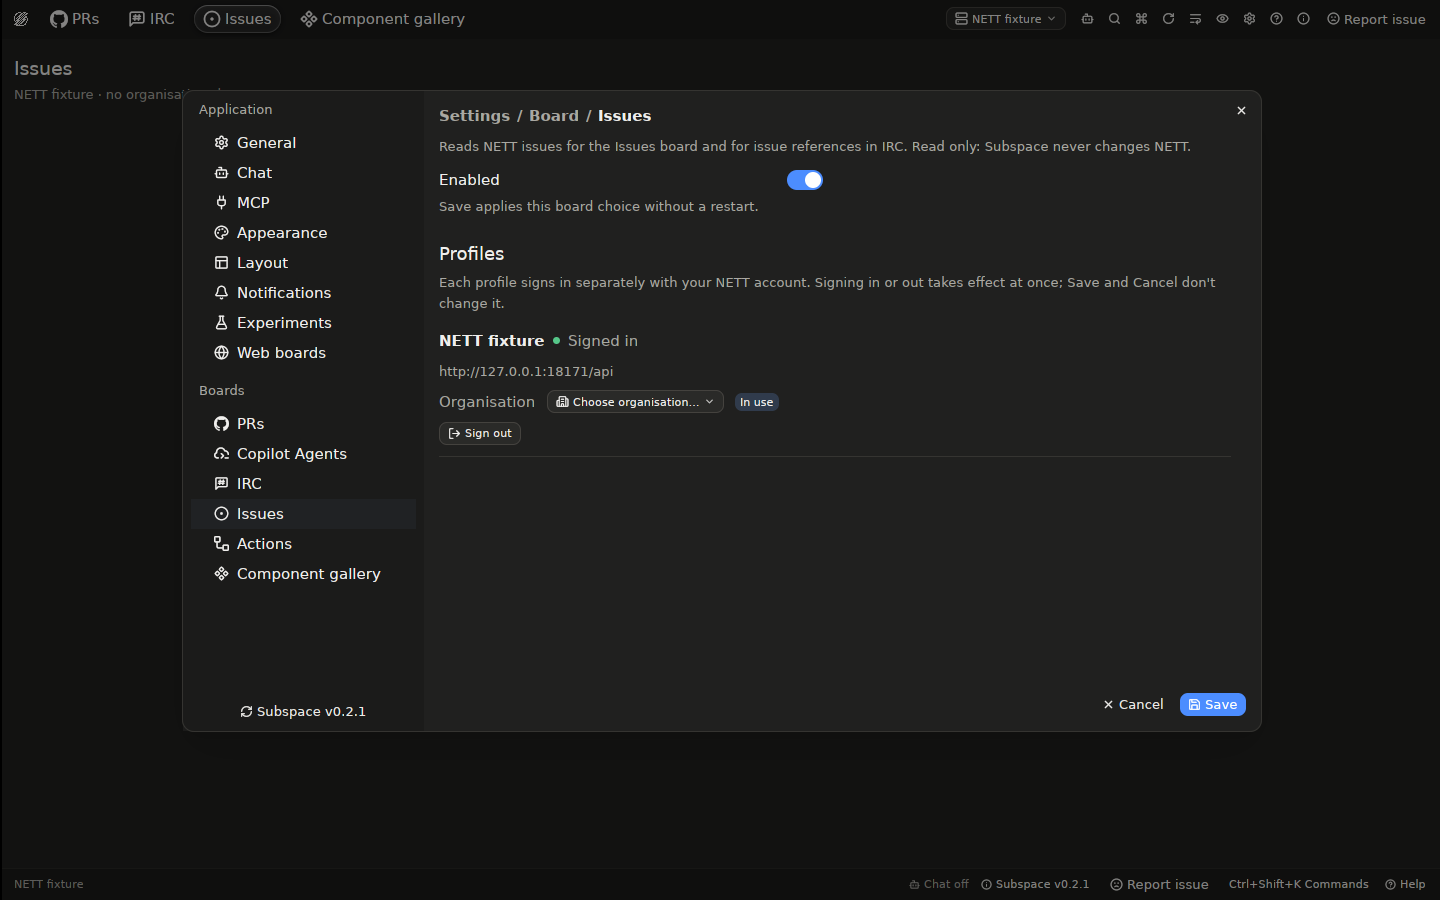 PRs
IRC
Issues
Component gallery
NETT fixture
Report issue
Issues
NETT fixture · no
Application
General
Chat
MCP
Appearance
Layout
Notifications
Experiments
Web boards
Boards
PRs
Copilot Agents
IRC
Issues
Actions
Component gallery
Subspace v0.2.1
Settings / Board / Issues
Reads NETT issues for the Issues board and for issue references in IRC. Read only: Subspace never changes NETT.
Enabled
Save applies this board choice without a restart.
Profiles
Each profile signs in separately with your NETT account. Signing in or out takes effect at once; Save and Cancel don't
change it.
NETT fixture Signed in
http://127.0.0.1:18171/api
Organisation Choose organisation... In use
Sign out
Cancel
Save
NETT fixture
Chat off
Subspace v0.2.1
Report issue
Ctrl+Shift+K Commands
Help